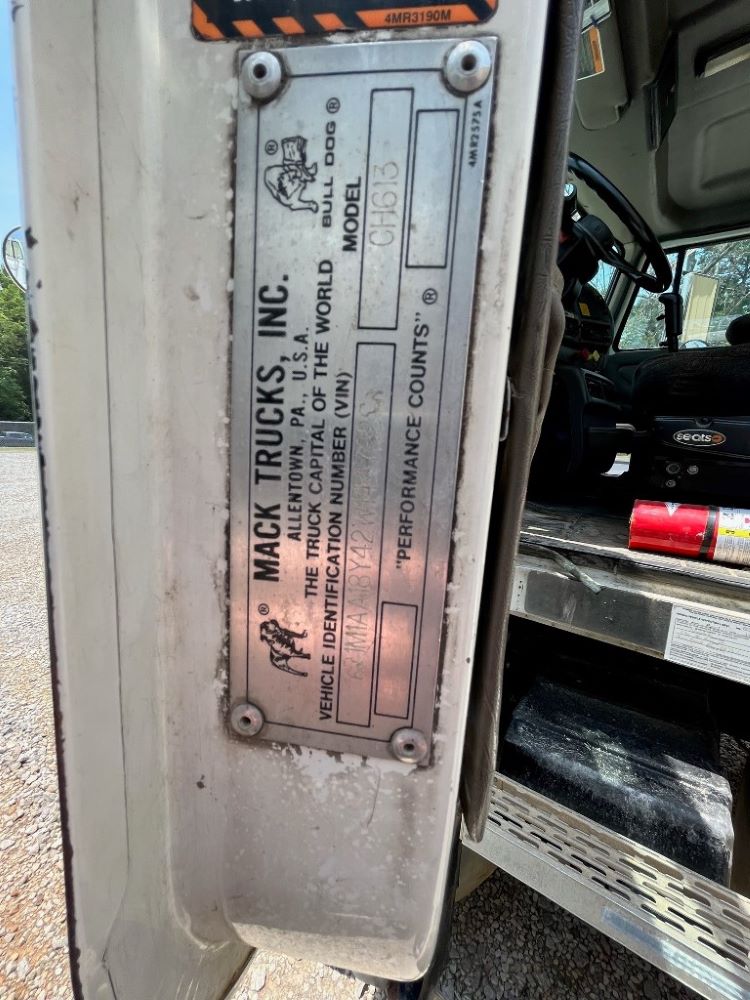 4MR3190M
4MR2575A
MACK TRUCKS, INC.
ALLENTOWN, PA., U.S.A.
THE TRUCK CAPITAL OF THE WORLD
BULL DOG ®
®
®
VEHICLE IDENTIFICATION NUMBER (VIN)
MODEL
CH613
"PERFORMANCE COUNTS" ®
seats